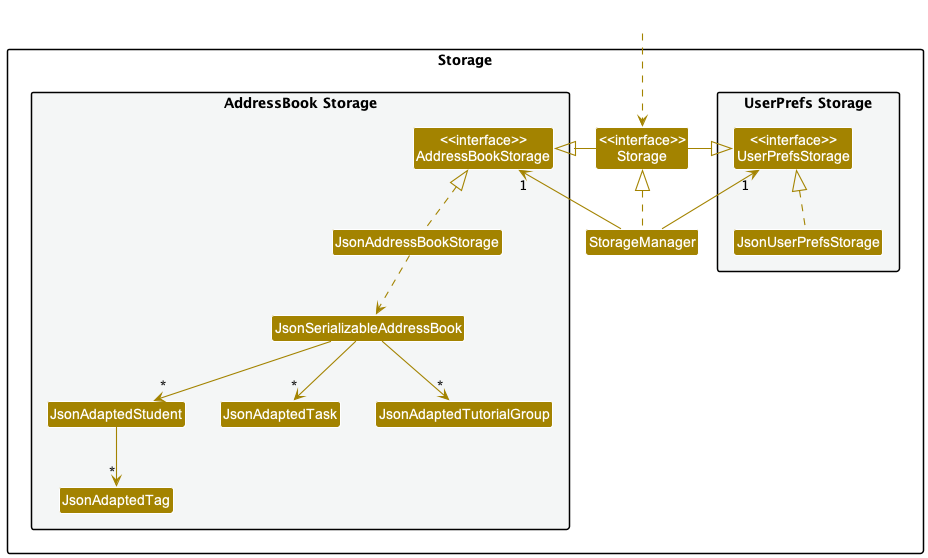 Storage
AddressBook Storage
UserPrefs Storage
<<interface>>
AddressBookStorage
<<interface>>
Storage
<<interface>>
UserPrefsStorage
1
1
JsonAddressBookStorage
StorageManager
JsonUserPrefsStorage
JsonSerializableAddressBook
*
*
*
JsonAdaptedStudent
JsonAdaptedTask
JsonAdaptedTutorialGroup
*
JsonAdaptedTag